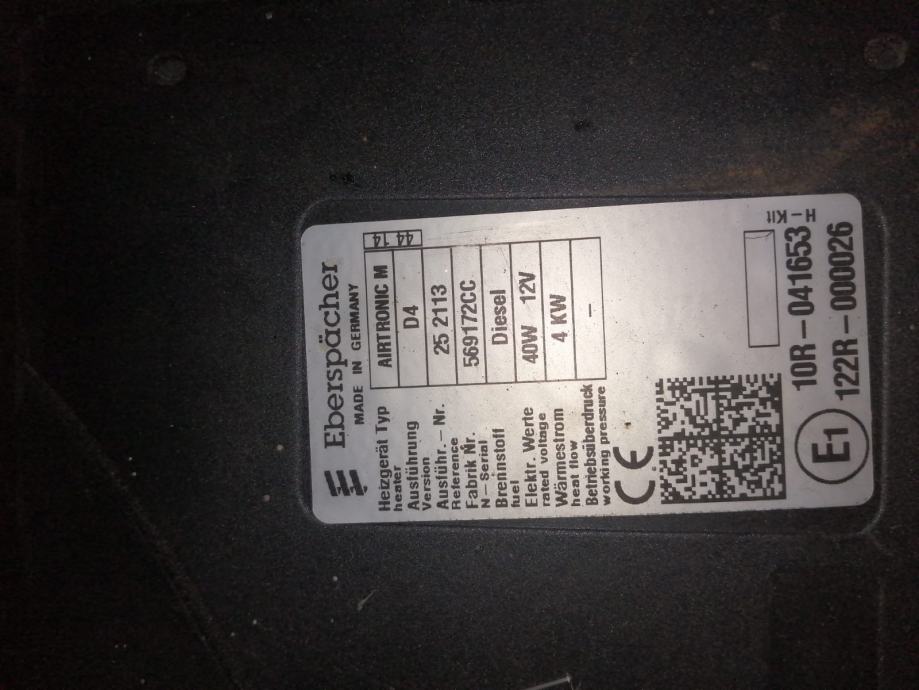 Eberspächer
MADE IN GERMANY
44 14
Heizgerät Typ AIRTRONIC M
heater
Ausführung D4
Version
Ausführ.-Nr. 25 2113
Reference
Fabrik Nr. 569172CC
N-Serial
Brennstoff Diesel
fuel
Elektr. Werte 40W 12V
rated voltage
Wärmestrom 4 KW
heat flow
Betriebsüberdruck –
working pressure
CE
H-Kit
E1 10R-041653
122R-000026